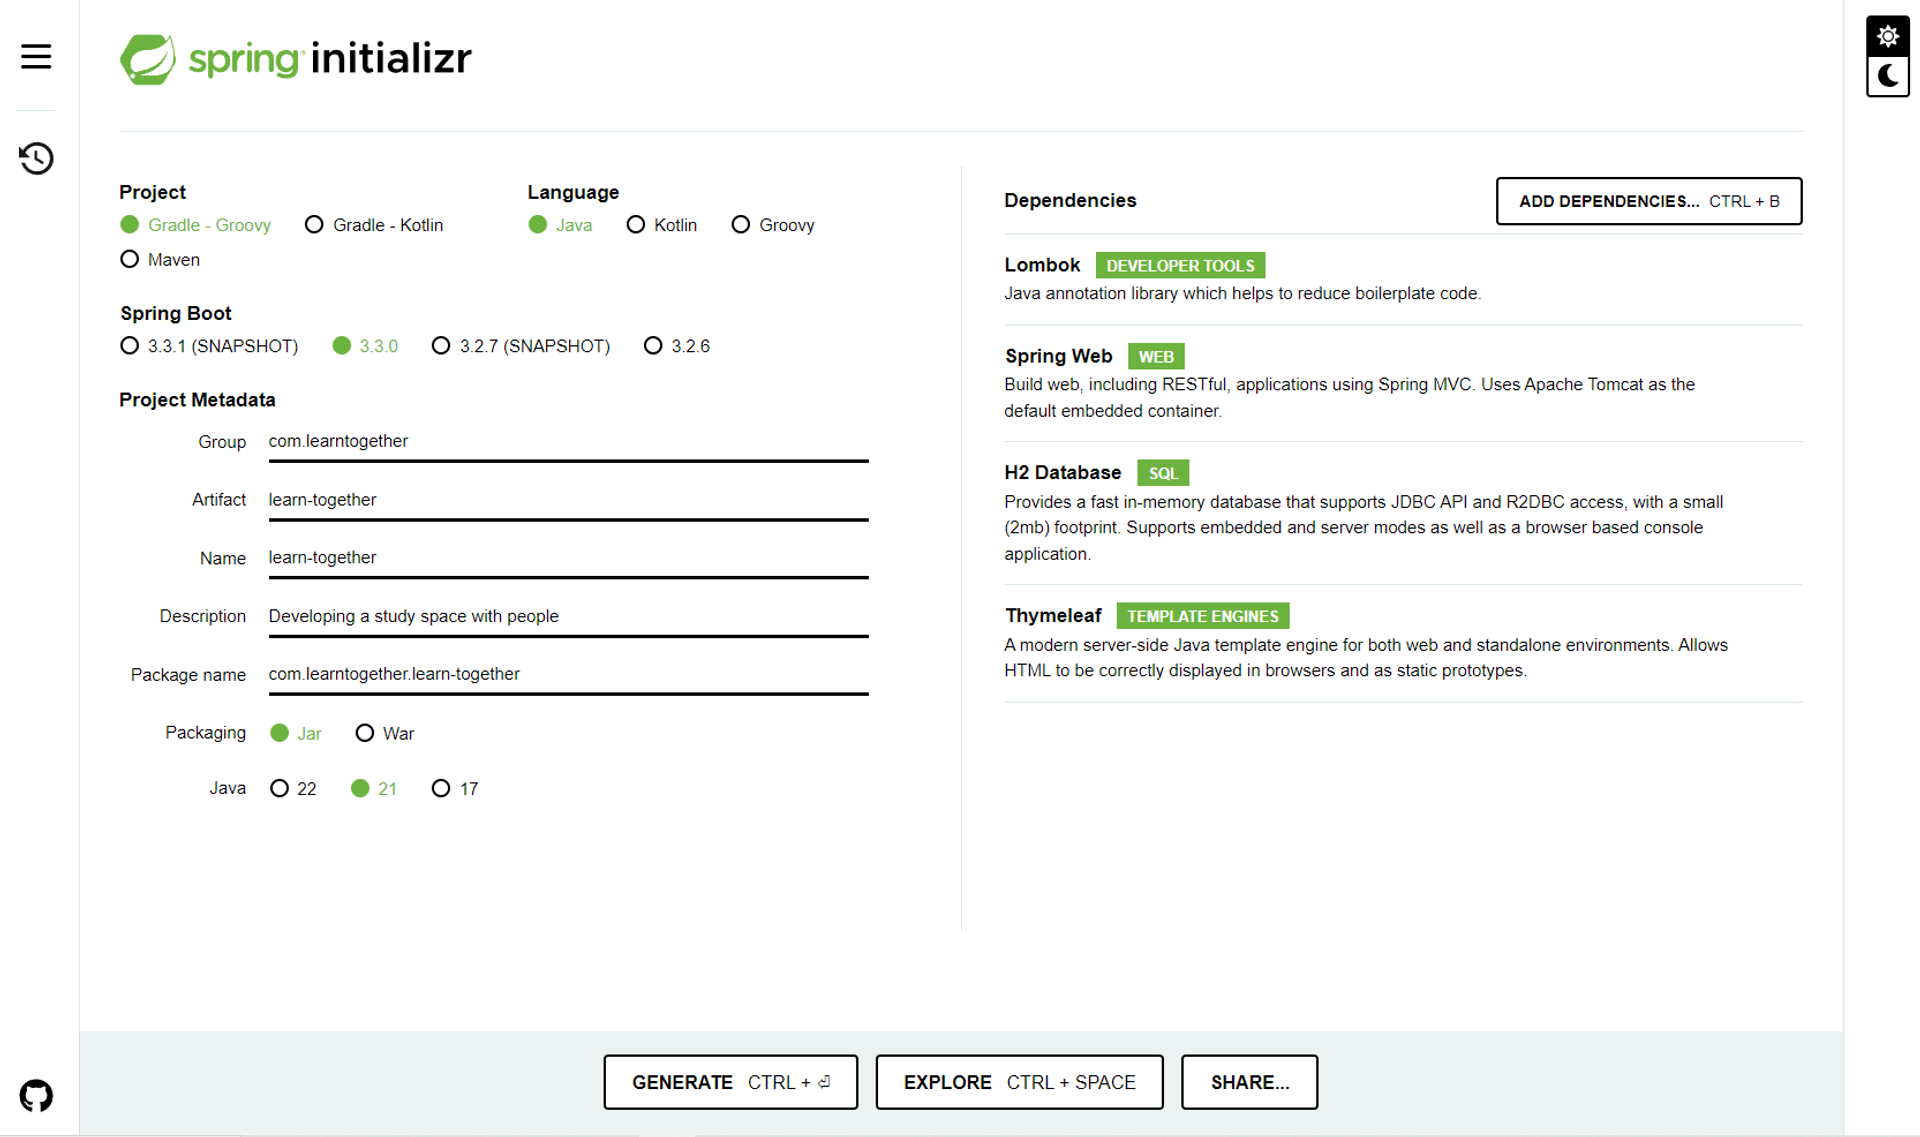 spring initializr
Project
Gradle - Groovy
Gradle - Kotlin
Maven
Language
Java
Kotlin
Groovy
Spring Boot
3.3.1 (SNAPSHOT)
3.3.0
3.2.7 (SNAPSHOT)
3.2.6
Project Metadata
Group
com.learntogether
Artifact
learn-together
Name
learn-together
Description
Developing a study space with people
Package name
com.learntogether.learn-together
Packaging
Jar
War
Java
22
21
17
Dependencies
ADD DEPENDENCIES... CTRL + B
Lombok DEVELOPER TOOLS
Java annotation library which helps to reduce boilerplate code.
Spring Web WEB
Build web, including RESTful, applications using Spring MVC. Uses Apache Tomcat as the
default embedded container.
H2 Database SQL
Provides a fast in-memory database that supports JDBC API and R2DBC access, with a small
(2mb) footprint. Supports embedded and server modes as well as a browser based console
application.
Thymeleaf TEMPLATE ENGINES
A modern server-side Java template engine for both web and standalone environments. Allows
HTML to be correctly displayed in browsers and as static prototypes.
GENERATE CTRL + ⏎
EXPLORE CTRL + SPACE
SHARE...